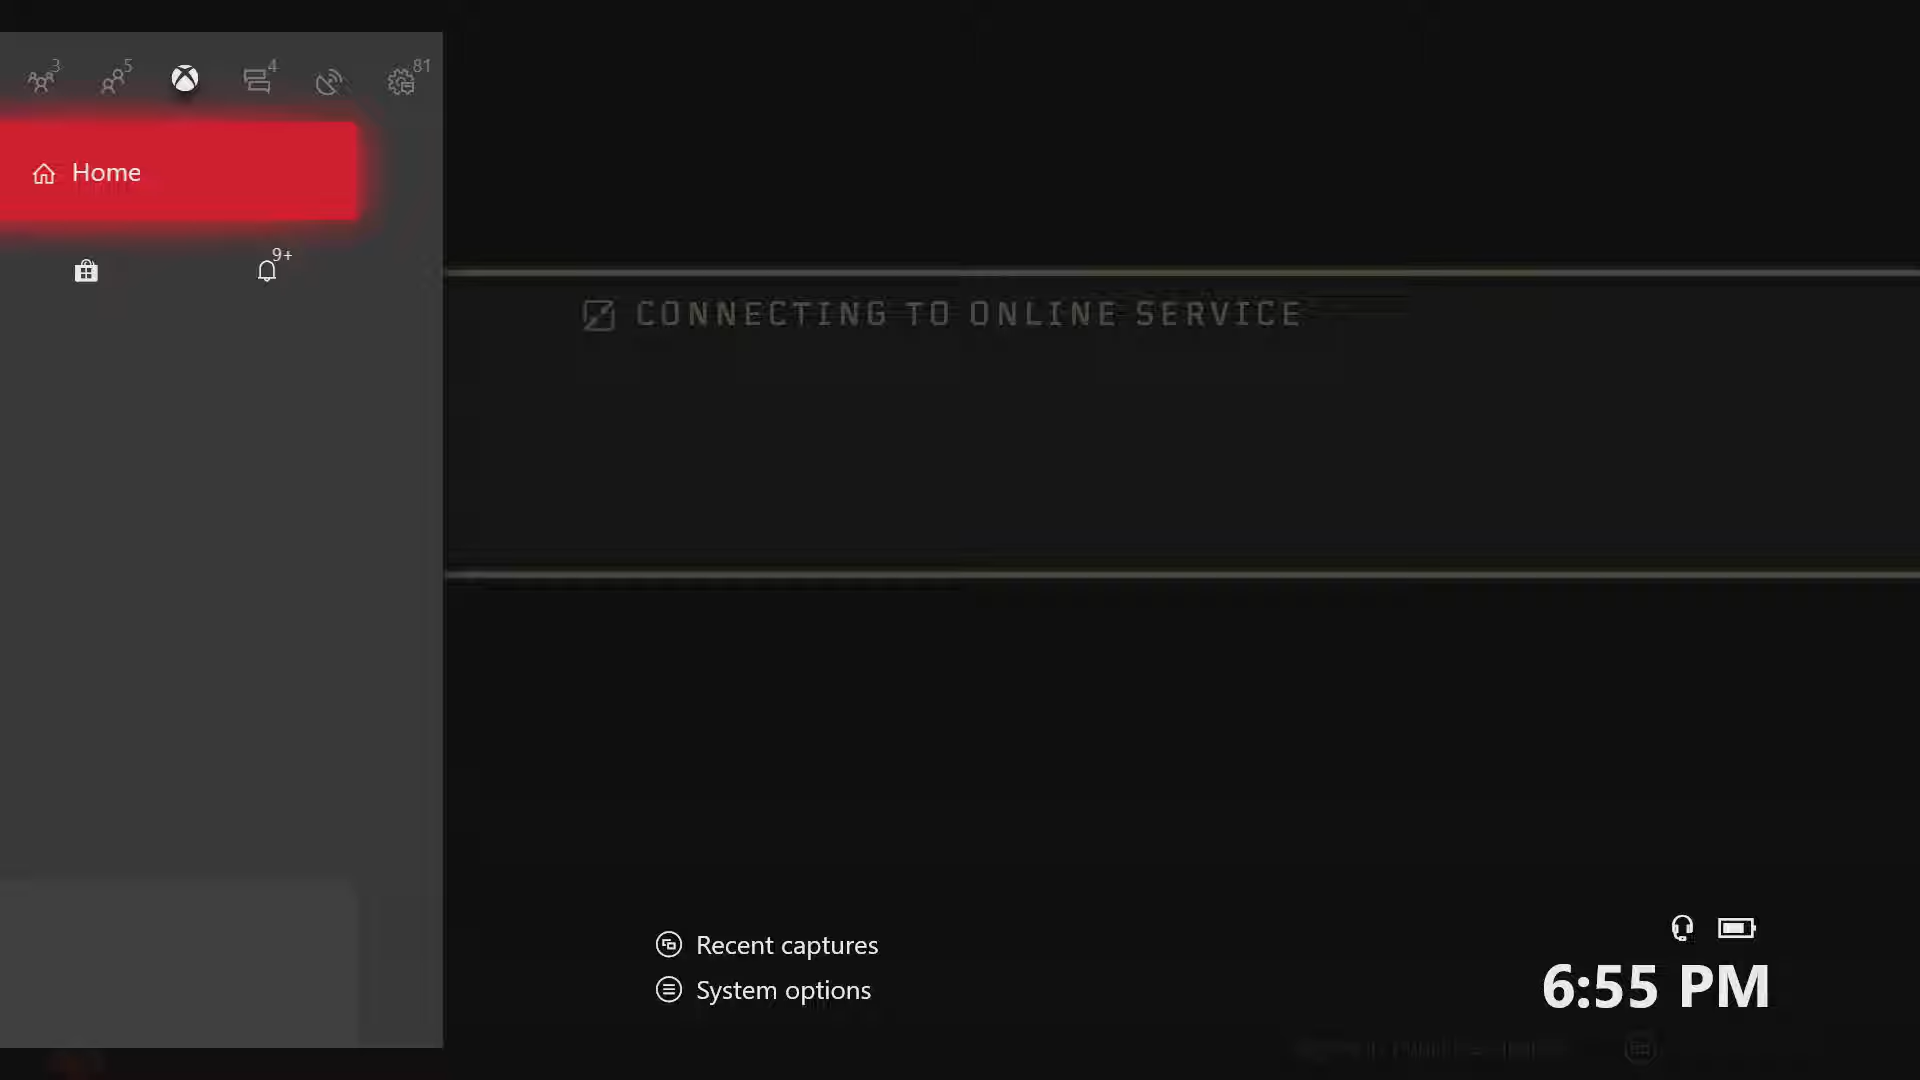 3
5
4
81
Home
9+
CONNECTING TO ONLINE SERVICE
Recent captures
System options
6:55 PM